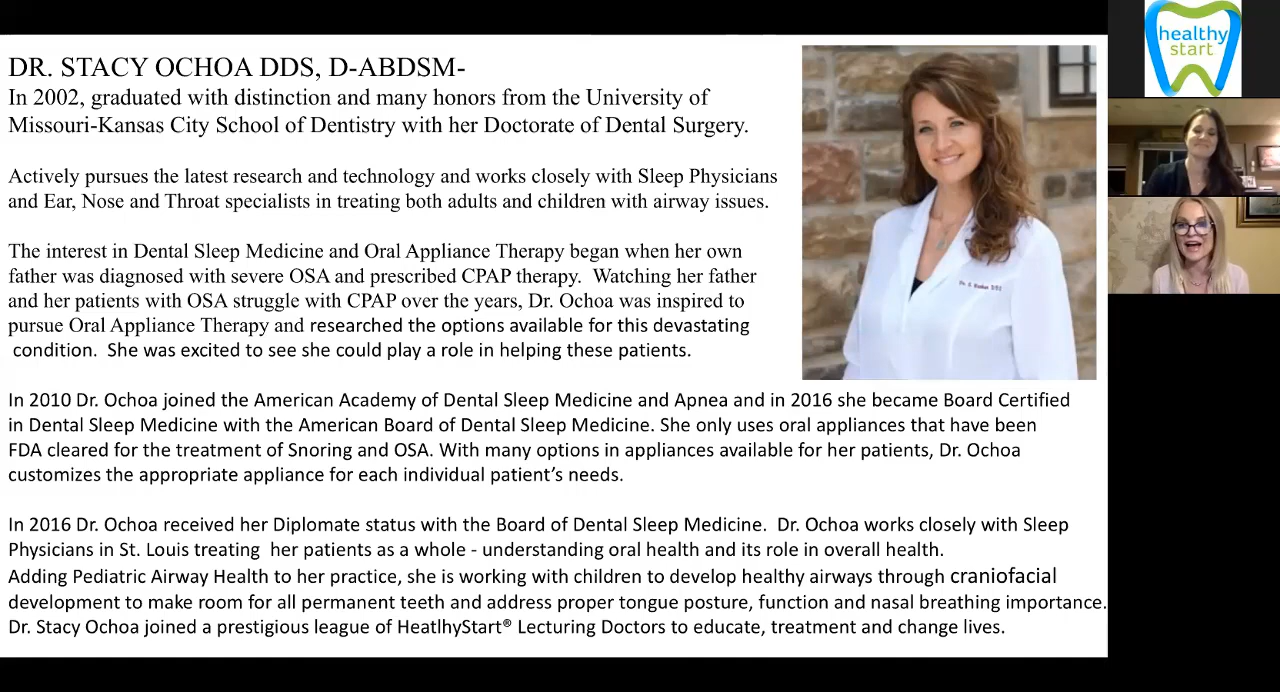 DR. STACY OCHOA DDS, D-ABDSM-
In 2002, graduated with distinction and many honors from the University of
Missouri-Kansas City School of Dentistry with her Doctorate of Dental Surgery.
Actively pursues the latest research and technology and works closely with Sleep Physicians
and Ear, Nose and Throat specialists in treating both adults and children with airway issues.
The interest in Dental Sleep Medicine and Oral Appliance Therapy began when her own
father was diagnosed with severe OSA and prescribed CPAP therapy.  Watching her father
and her patients with OSA struggle with CPAP over the years, Dr. Ochoa was inspired to
pursue Oral Appliance Therapy and researched the options available for this devastating
condition.  She was excited to see she could play a role in helping these patients.
In 2010 Dr. Ochoa joined the American Academy of Dental Sleep Medicine and Apnea and in 2016 she became Board Certified
in Dental Sleep Medicine with the American Board of Dental Sleep Medicine. She only uses oral appliances that have been
FDA cleared for the treatment of Snoring and OSA. With many options in appliances available for her patients, Dr. Ochoa
customizes the appropriate appliance for each individual patient's needs.
In 2016 Dr. Ochoa received her Diplomate status with the Board of Dental Sleep Medicine.  Dr. Ochoa works closely with Sleep
Physicians in St. Louis treating  her patients as a whole - understanding oral health and its role in overall health.
Adding Pediatric Airway Health to her practice, she is working with children to develop healthy airways through craniofacial
development to make room for all permanent teeth and address proper tongue posture, function and nasal breathing importance.
Dr. Stacy Ochoa joined a prestigious league of HeatlhyStart® Lecturing Doctors to educate, treatment and change lives.
healthy
start